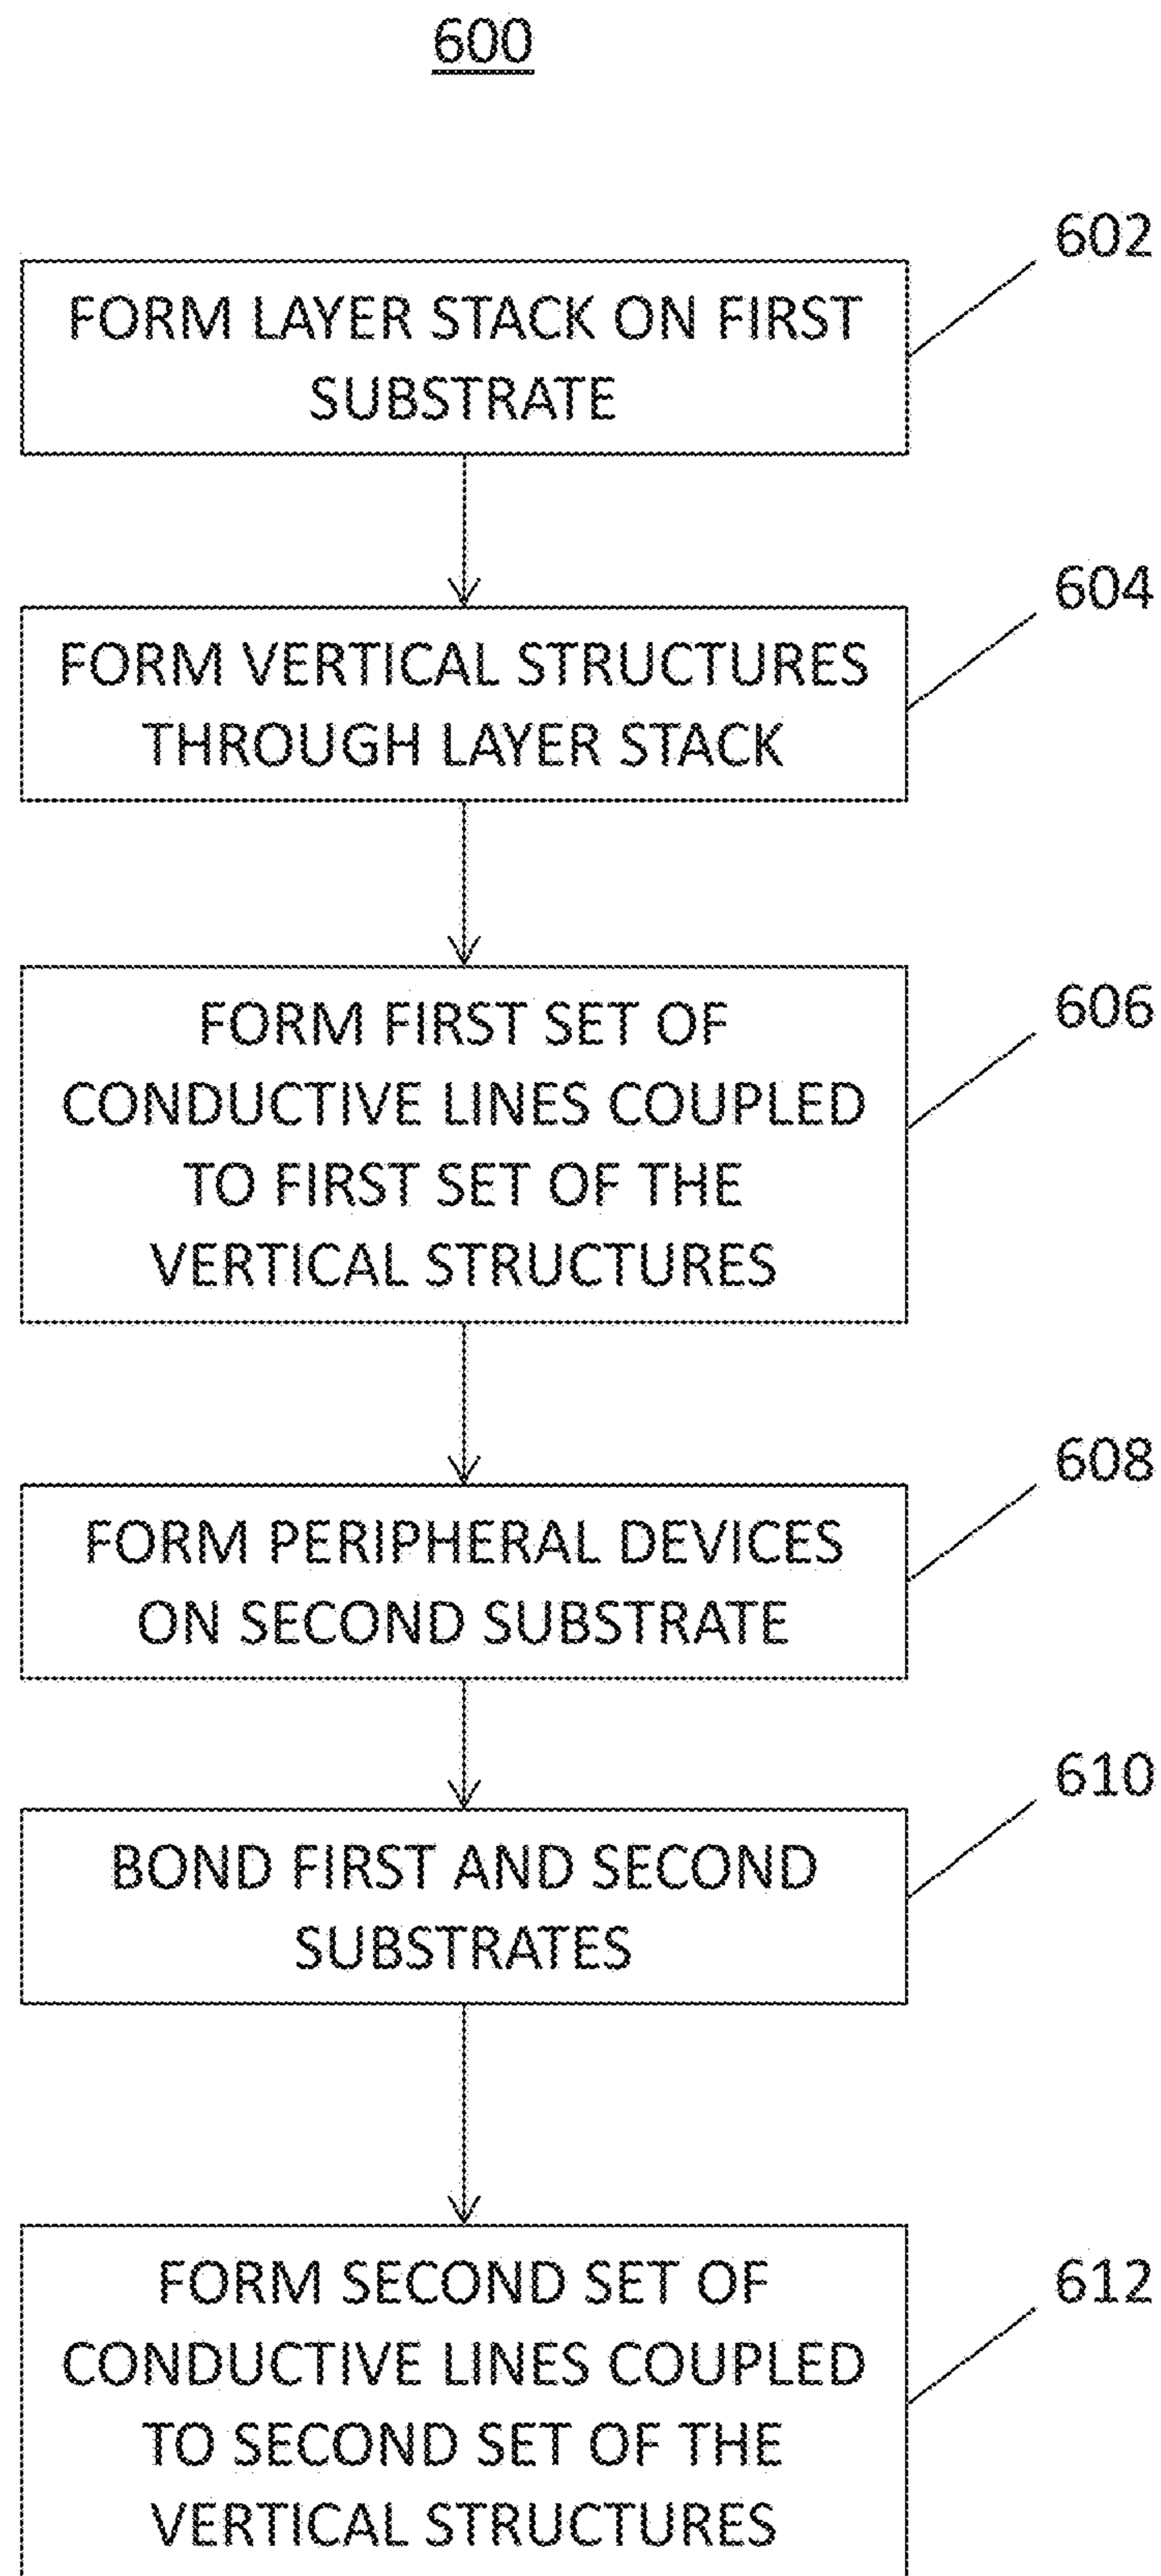 600
602
FORM LAYER STACK ON FIRST
SUBSTRATE
604
FORM VERTICAL STRUCTURES
THROUGH LAYER STACK
606
FORM FIRST SET OF
CONDUCTIVE LINES COUPLED
TO FIRST SET OF THE
VERTICAL STRUCTURES
608
FORM PERIPHERAL DEVICES
ON SECOND SUBSTRATE
610
BOND FIRST AND SECOND
SUBSTRATES
612
FORM SECOND SET OF
CONDUCTIVE LINES COUPLED
TO SECOND SET OF THE
VERTICAL STRUCTURES